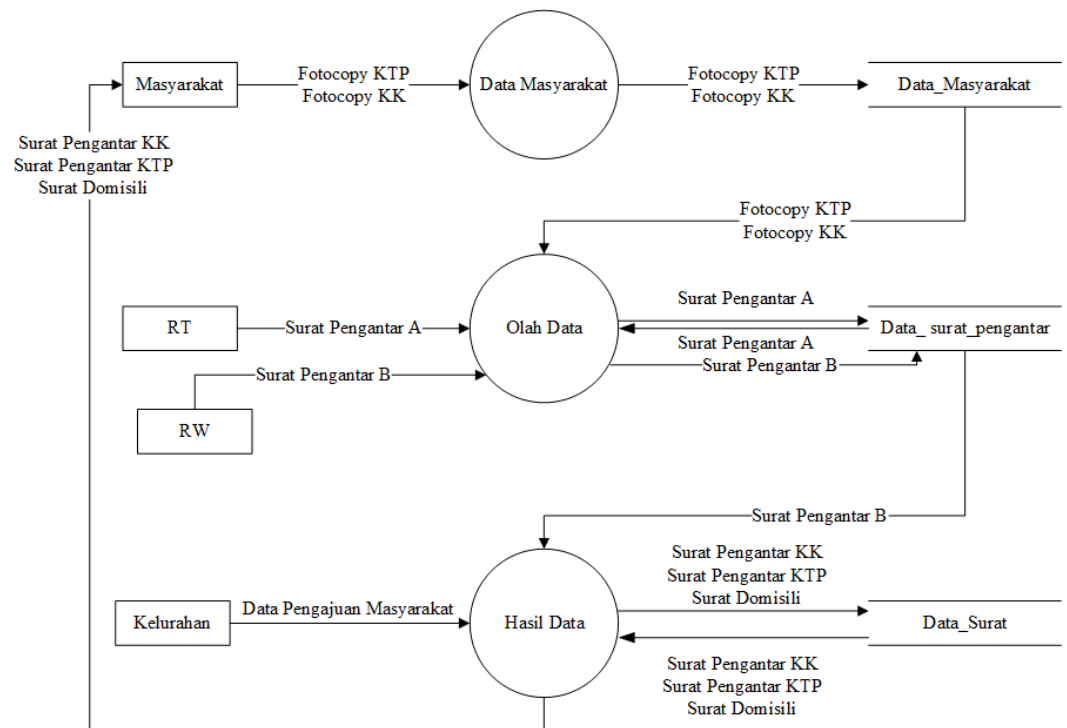 Masyarakat
Fotocopy KTP
Fotocopy KK
Data Masyarakat
Fotocopy KTP
Fotocopy KK
Data_Masyarakat
Surat Pengantar KK
Surat Pengantar KTP
Surat Domisili
Fotocopy KTP
Fotocopy KK
RT
Surat Pengantar A
Olah Data
Surat Pengantar A
Data_ surat_pengantar
Surat Pengantar A
Surat Pengantar B
Surat Pengantar B
RW
Surat Pengantar B
Surat Pengantar KK
Surat Pengantar KTP
Surat Domisili
Kelurahan
Data Pengajuan Masyarakat
Hasil Data
Data_Surat
Surat Pengantar KK
Surat Pengantar KTP
Surat Domisili